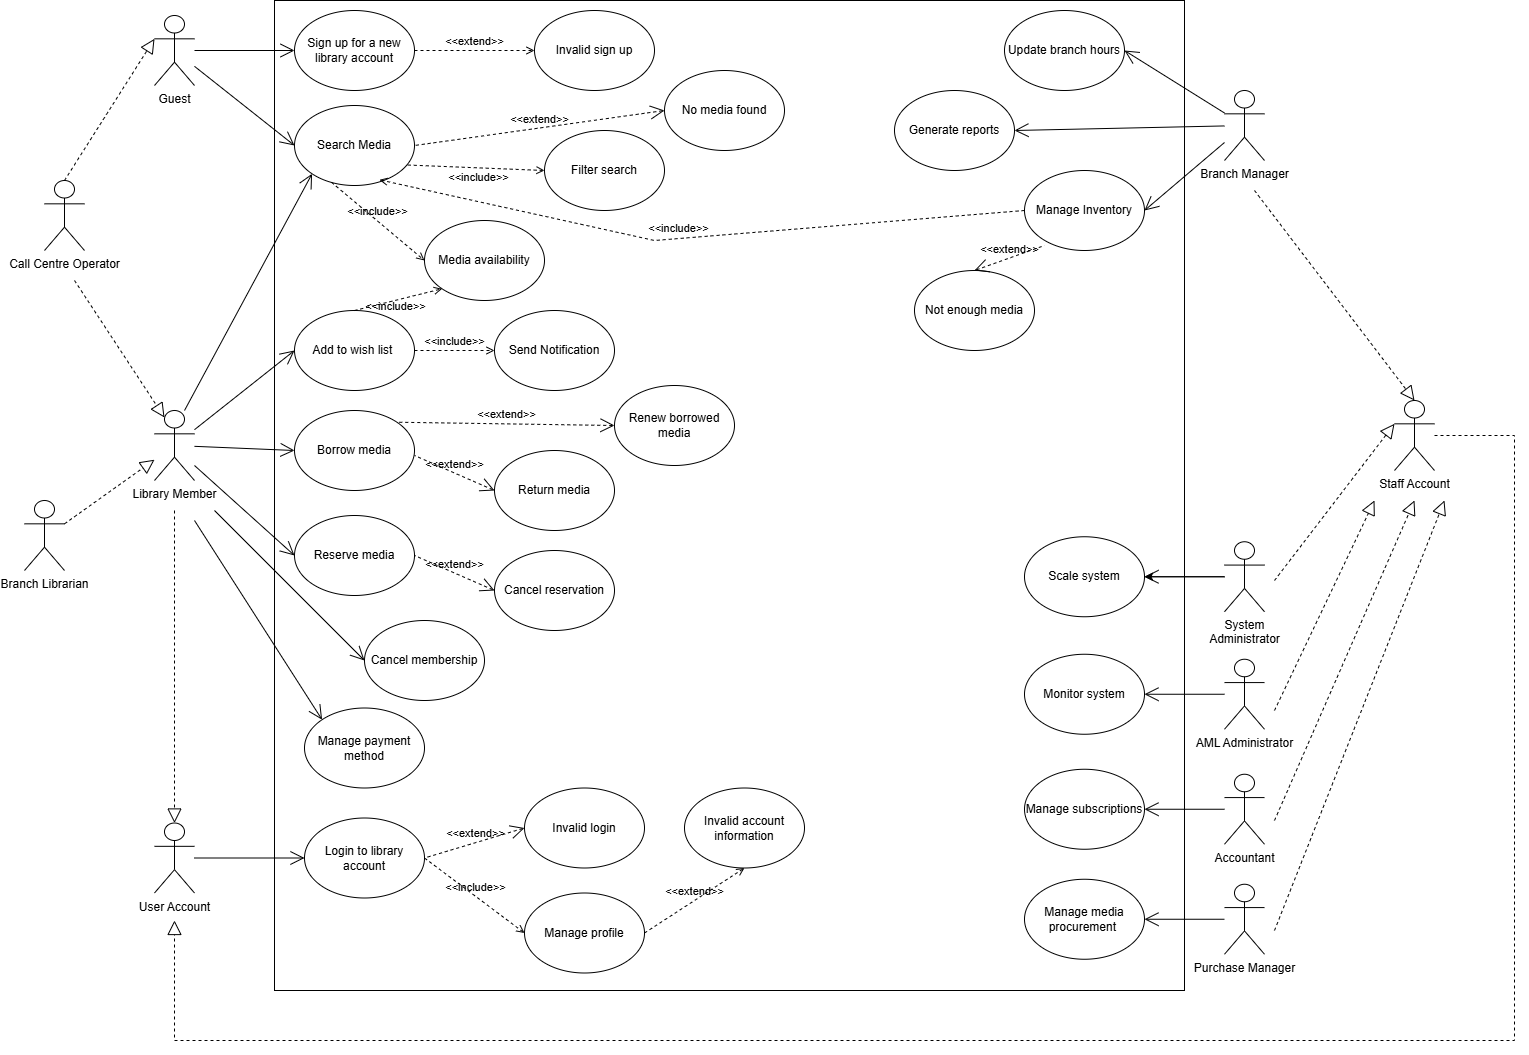 Sign up for a new
library account
<<extend>>
Invalid sign up
Update branch hours
Guest
Search Media
<<extend>>
No media found
Generate reports
Branch Manager
<<include>>
Filter search
<<include>>
<<include>>
Manage Inventory
Call Centre Operator
Media availability
<<extend>>
<<include>>
Not enough media
Add to wish list
<<include>>
Send Notification
<<extend>>
Renew borrowed
media
Borrow media
<<extend>>
Return media
Library Member
Staff Account
Branch Librarian
Reserve media
<<extend>>
Cancel reservation
Scale system
System
Administrator
Cancel membership
Monitor system
AML Administrator
Manage payment
method
Manage subscriptions
Accountant
Login to library
account
<<extend>>
Invalid login
Invalid account
information
<<include>>
<<extend>>
User Account
Manage profile
Manage media
procurement
Purchase Manager